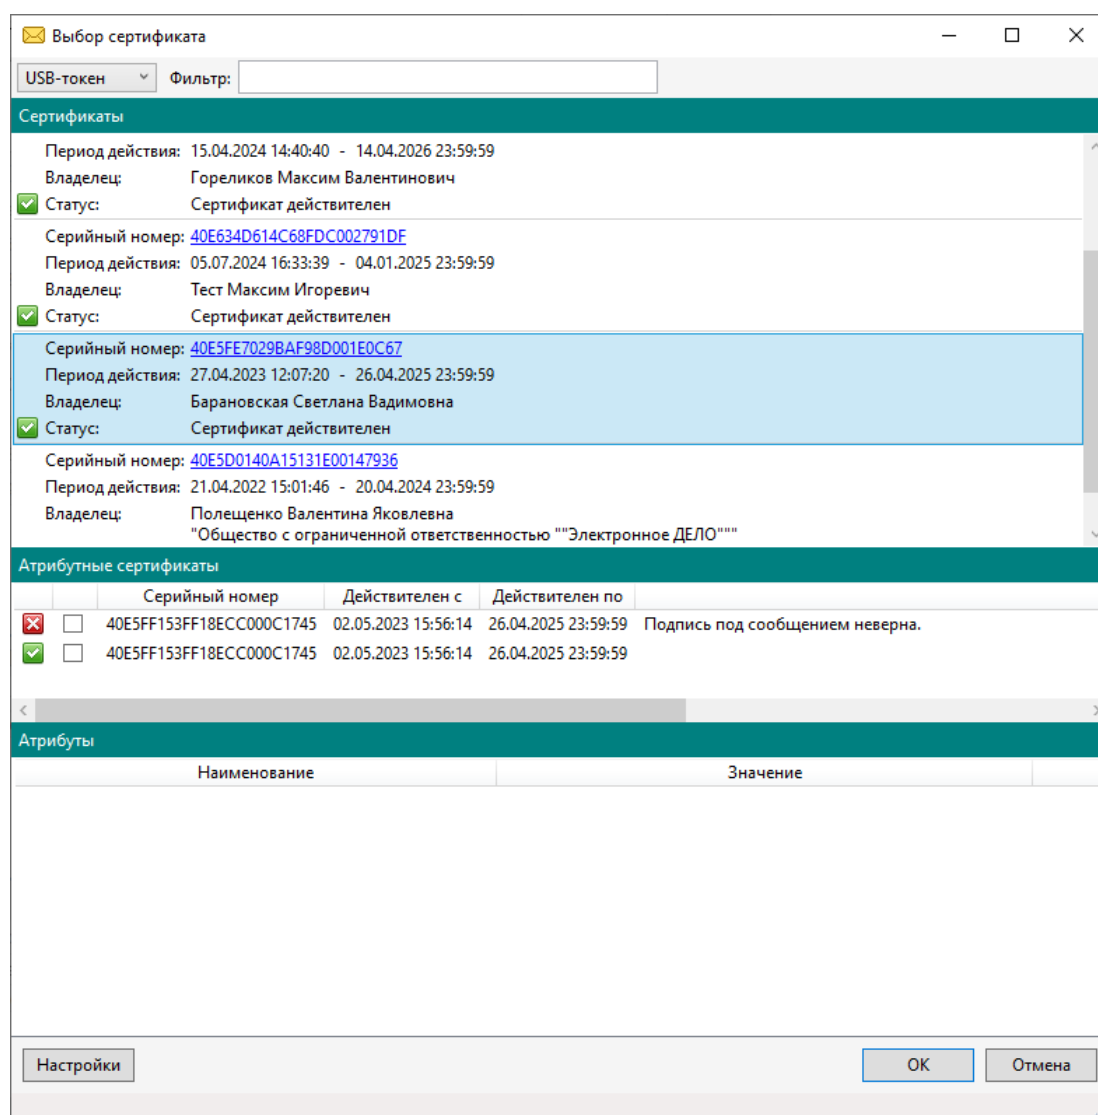 Выбор сертификата
USB-токен Фильтр:
Сертификаты
Период действия: 15.04.2024 14:40:40 - 14.04.2026 23:59:59
Владелец: Гореликов Максим Валентинович
Статус: Сертификат действителен
Серийный номер: 40E634D614C68FDC002791DF
Период действия: 05.07.2024 16:33:39 - 04.01.2025 23:59:59
Владелец: Тест Максим Игоревич
Статус: Сертификат действителен
Серийный номер: 40E5FE7029BAF98D001E0C67
Период действия: 27.04.2023 12:07:20 - 26.04.2025 23:59:59
Владелец: Барановская Светлана Вадимовна
Статус: Сертификат действителен
Серийный номер: 40E5D0140A15131E00147936
Период действия: 21.04.2022 15:01:46 - 20.04.2024 23:59:59
Владелец: Полещенко Валентина Яковлевна
"Общество с ограниченной ответственностью ""Электронное ДЕЛО"""
Атрибутные сертификаты
Серийный номер Действителен с Действителен по
40E5FF153FF18ECC000C1745 02.05.2023 15:56:14 26.04.2025 23:59:59 Подпись под сообщением неверна.
40E5FF153FF18ECC000C1745 02.05.2023 15:56:14 26.04.2025 23:59:59
Атрибуты
Наименование Значение
Настройки ОК Отмена